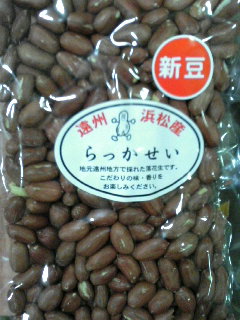 新豆
遠州 浜松産
らっかせい
地元遠州地方で採れた落花生です。
こだわりの味・香りを
お楽しみください。